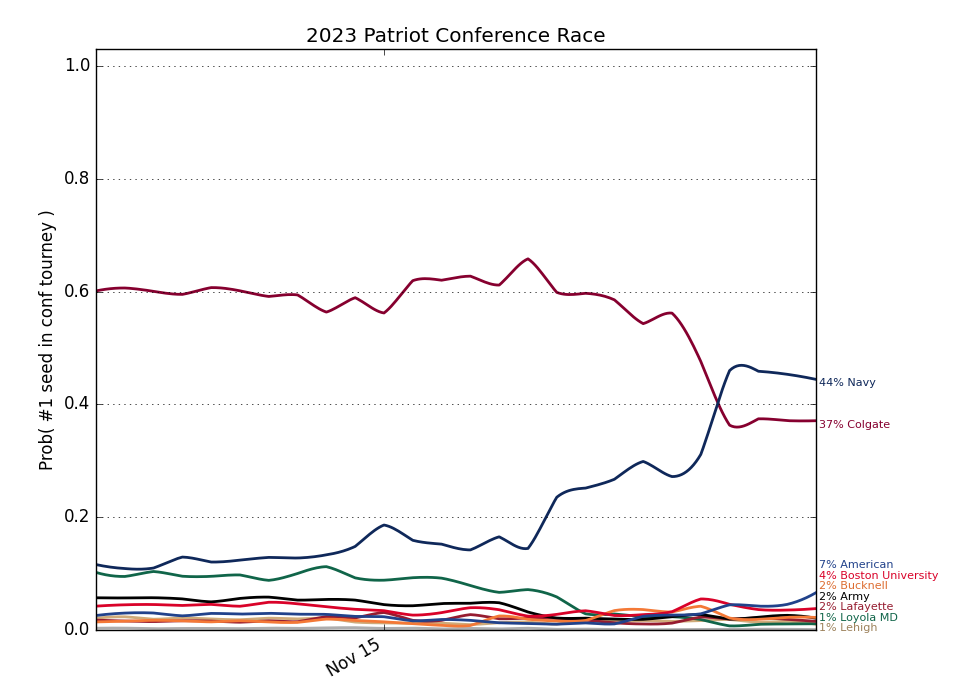 2023 Patriot Conference Race
Prob( #1 seed in conf tourney )
1.0
0.8
0.6
0.4
0.2
0.0
Nov 15
44% Navy
37% Colgate
7% American
4% Boston University
2% Bucknell
2% Army
2% Lafayette
1% Loyola MD
1% Lehigh